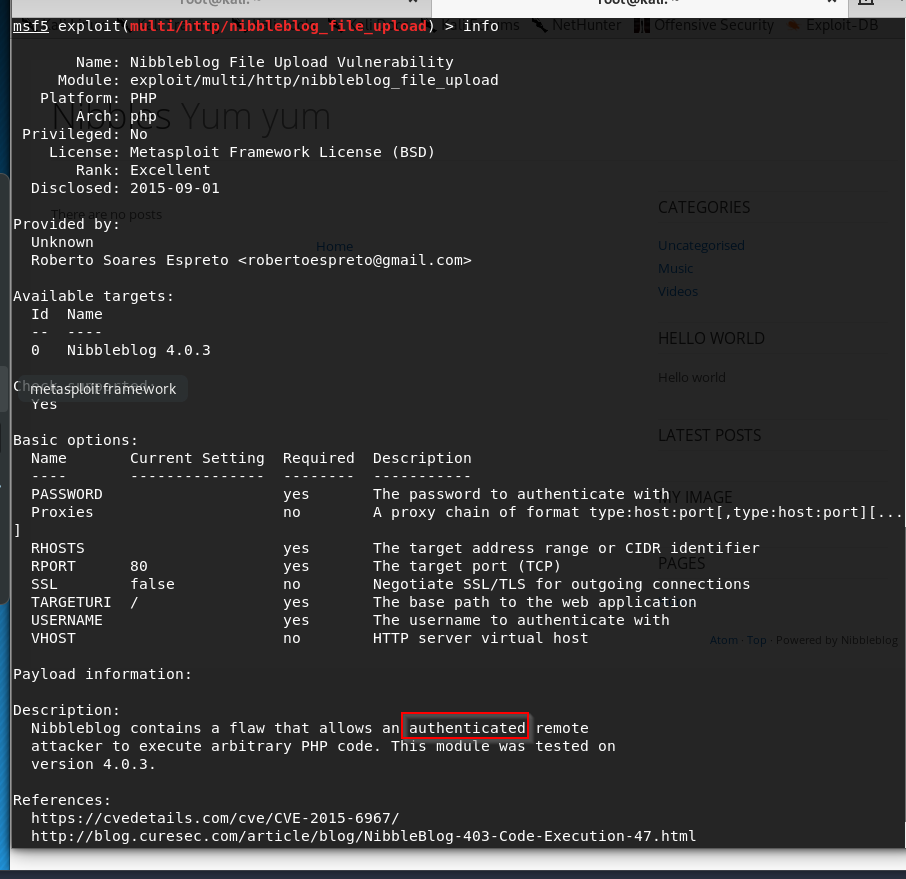 root@kali: ~
root@kali: ~
msf5 exploit(multi/http/nibbleblog_file_upload) > info
NetHunter
Offensive Security
Exploit-DB
Name: Nibbleblog File Upload Vulnerability
Module: exploit/multi/http/nibbleblog_file_upload
Platform: PHP
Arch: php
Privileged: No
License: Metasploit Framework License (BSD)
Rank: Excellent
Disclosed: 2015-09-01
Nibbles Yum yum
There are no posts
Home
Provided by:
Unknown
Roberto Soares Espreto <robertoespreto@gmail.com>
Available targets:
Id  Name
--  ----
0   Nibbleblog 4.0.3
Check supported:
metasploit framework
Yes
Basic options:
Name       Current Setting  Required  Description
----       ---------------  --------  -----------
PASSWORD                    yes       The password to authenticate with
Proxies                     no        A proxy chain of format type:host:port[,type:host:port][...
]
RHOSTS                      yes       The target address range or CIDR identifier
RPORT      80               yes       The target port (TCP)
SSL        false            no        Negotiate SSL/TLS for outgoing connections
TARGETURI  /                yes       The base path to the web application
USERNAME                    yes       The username to authenticate with
VHOST                       no        HTTP server virtual host
Payload information:
Description:
Nibbleblog contains a flaw that allows an authenticated remote
attacker to execute arbitrary PHP code. This module was tested on
version 4.0.3.
References:
https://cvedetails.com/cve/CVE-2015-6967/
http://blog.curesec.com/article/blog/NibbleBlog-403-Code-Execution-47.html
CATEGORIES
Uncategorised
Music
Videos
HELLO WORLD
Hello world
LATEST POSTS
MY IMAGE
PAGES
Atom · Top · Powered by Nibbleblog